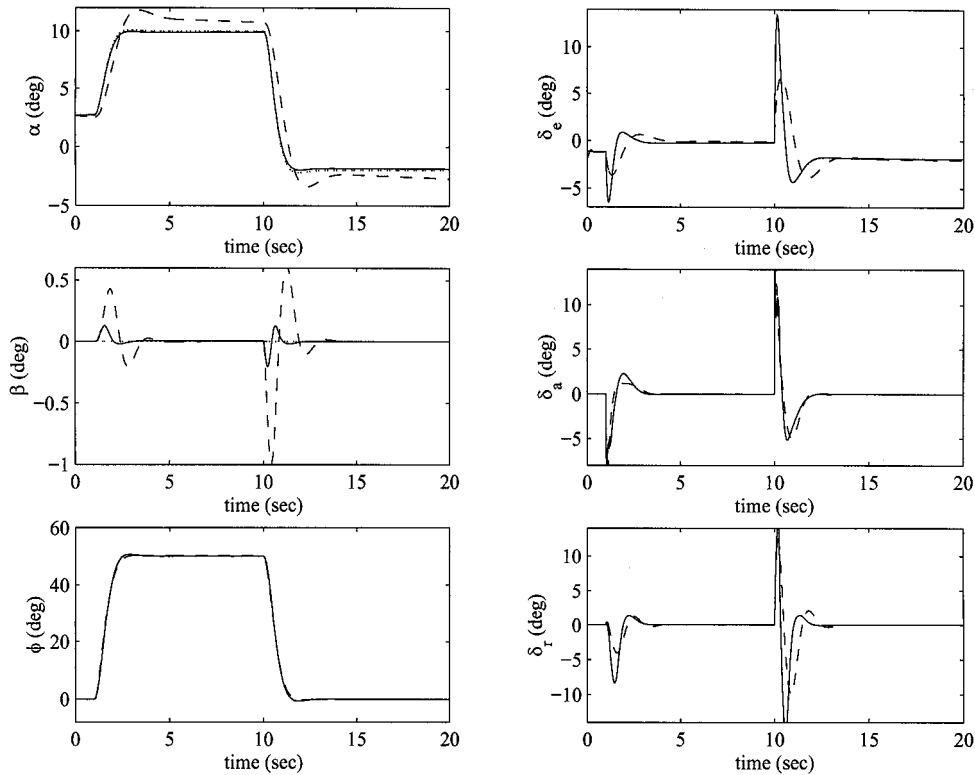 10
5
0
−5
α (deg)
0 5 10 15 20
time (sec)
10
5
0
−5
δe (deg)
0 5 10 15 20
time (sec)
0.5
0
−0.5
−1
β (deg)
0 5 10 15 20
time (sec)
10
5
0
−5
δa (deg)
0 5 10 15 20
time (sec)
60
40
20
0
ϕ (deg)
0 5 10 15 20
time (sec)
10
5
0
−5
−10
δr (deg)
0 5 10 15 20
time (sec)